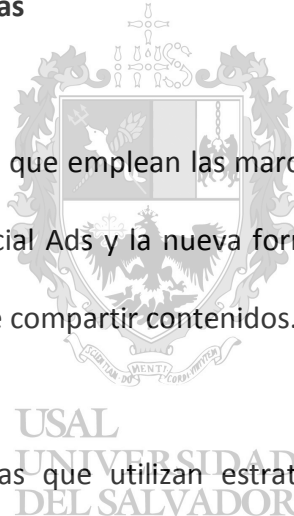 as
que emplean las marc
cial Ads y la nueva forr
e compartir contenidos.
USAL
UNIVERSIDAD
as que utilizan estrat
DEL SALVADOR